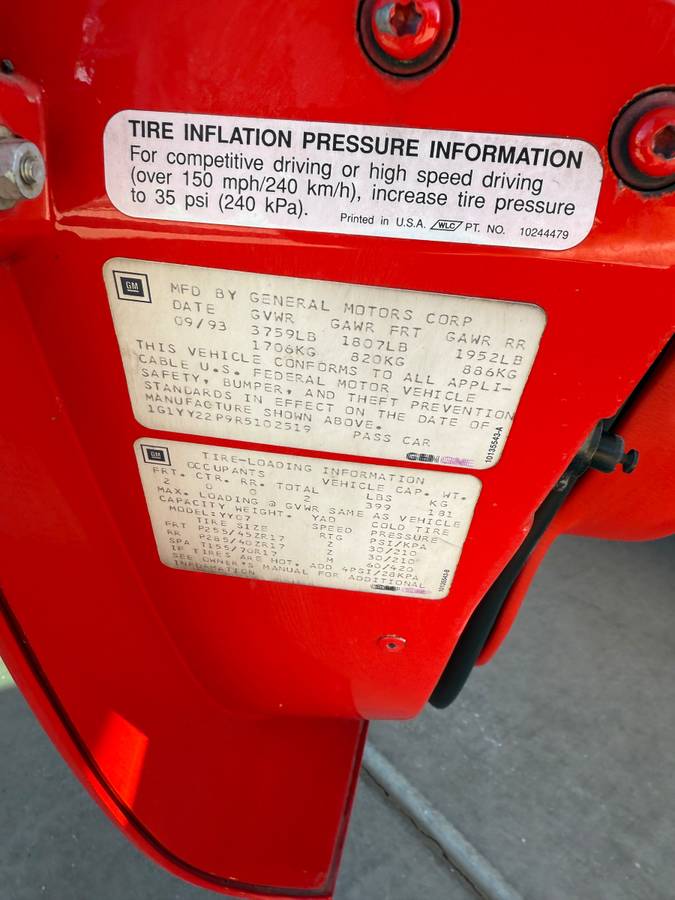 TIRE INFLATION PRESSURE INFORMATION
For competitive driving or high speed driving
(over 150 mph/240 km/h), increase tire pressure
to 35 psi (240 kPa).
Printed in U.S.A. WLC PT. NO. 10244479
GM
MFD BY GENERAL MOTORS CORP
DATE GVWR GAWR FRT GAWR RR
09/93 3759LB 1807LB 1952LB
1706KG 820KG 886KG
THIS VEHICLE CONFORMS TO ALL APPLI-
CABLE U.S. FEDERAL MOTOR VEHICLE
SAFETY, BUMPER, AND THEFT PREVENTION
STANDARDS IN EFFECT ON THE DATE OF
MANUFACTURE SHOWN ABOVE.
1G1YY22P9R5102519 PASS CAR
GENUINE
10135543-A
GM
TIRE-LOADING INFORMATION
OCCUPANTS VEHICLE CAP. WT.
FRT. CTR. RR. TOTAL LBS KG
2 0 0 2 399 181
MAX. LOADING @ GVWR SAME AS VEHICLE
CAPACITY WEIGHT. YAD COLD TIRE
MODEL:YY07 SPEED PRESSURE
TIRE SIZE RTG PSI/KPA
FRT P255/45ZR17 Z 30/210
RR P285/40ZR17 Z 30/210
SPA T155/70R17 M 60/420
IF TIRES ARE HOT, ADD 4PSI/28KPA
SEE OWNER'S MANUAL FOR ADDITIONAL
INFORMATION
10135543-B